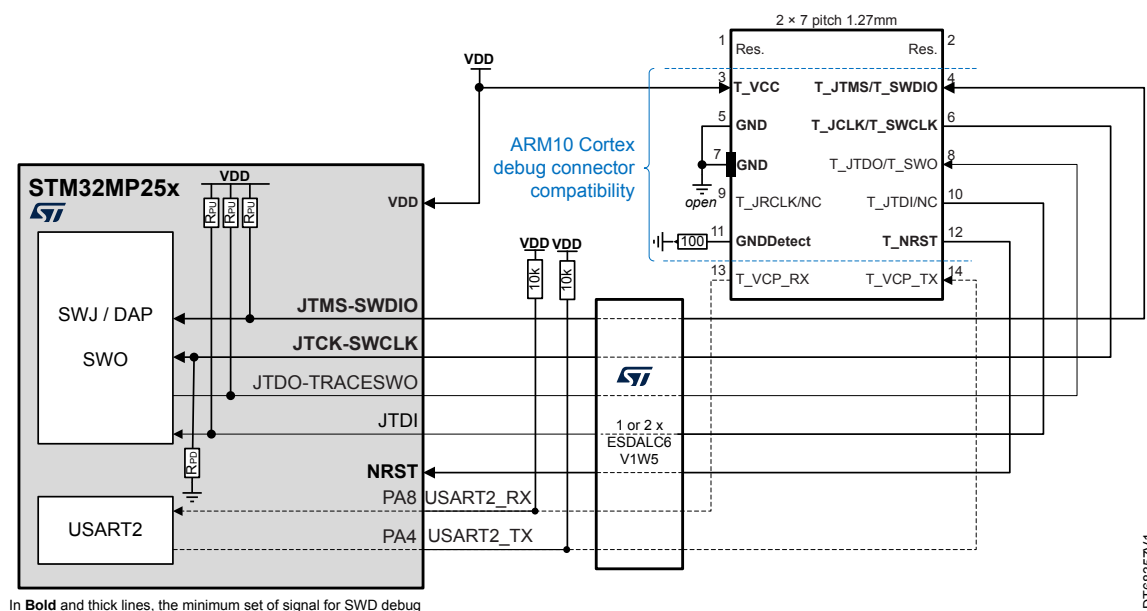 2 × 7 pitch 1.27mm
1
Res.
Res.
2
VDD
3
T_VCC
T_JTMS/T_SWDIO
4
5
GND
T_JCLK/T_SWCLK
6
ARM10 Cortex
debug connector
compatibility
7
GND
T_JTDO/T_SWO
8
open
9
T_JRCLK/NC
T_JTDI/NC
10
100
11
GNDDetect
T_NRST
12
13
T_VCP_RX
T_VCP_TX
14
STM32MP25x
VDD
VDD
ST
RPU
RPU
RPU
VDD
VDD
10k
10k
SWJ / DAP
SWO
JTMS-SWDIO
JTCK-SWCLK
JTDO-TRACESWO
JTDI
RPD
NRST
ST
1 or 2 x
ESDALC6
V1W5
USART2
PA8
USART2_RX
PA4
USART2_TX
In Bold and thick lines, the minimum set of signal for SWD debug